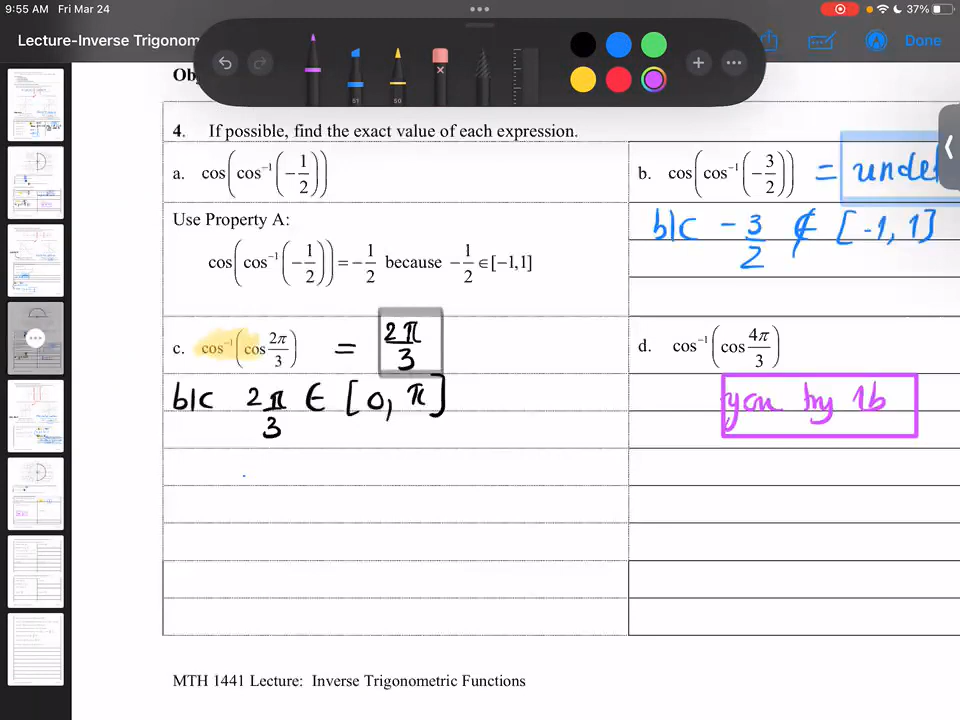 9:55 AM Fri Mar 24
37%
Lecture-Inverse Trigonom
Done
51
50
Ob
4. If possible, find the exact value of each expression.
a. cos(cos⁻¹(−1/2))
b. cos(cos⁻¹(−3/2)) = unde
Use Property A:
b/c −3/2 ∉ [-1, 1]
cos(cos⁻¹(−1/2)) = −1/2 because −1/2 ∈ [−1,1]
c. cos⁻¹(cos 2π/3) = 2π/3
d. cos⁻¹(cos 4π/3)
b/c 2π/3 ∈ [0, π]
you try 1b
MTH 1441 Lecture: Inverse Trigonometric Functions